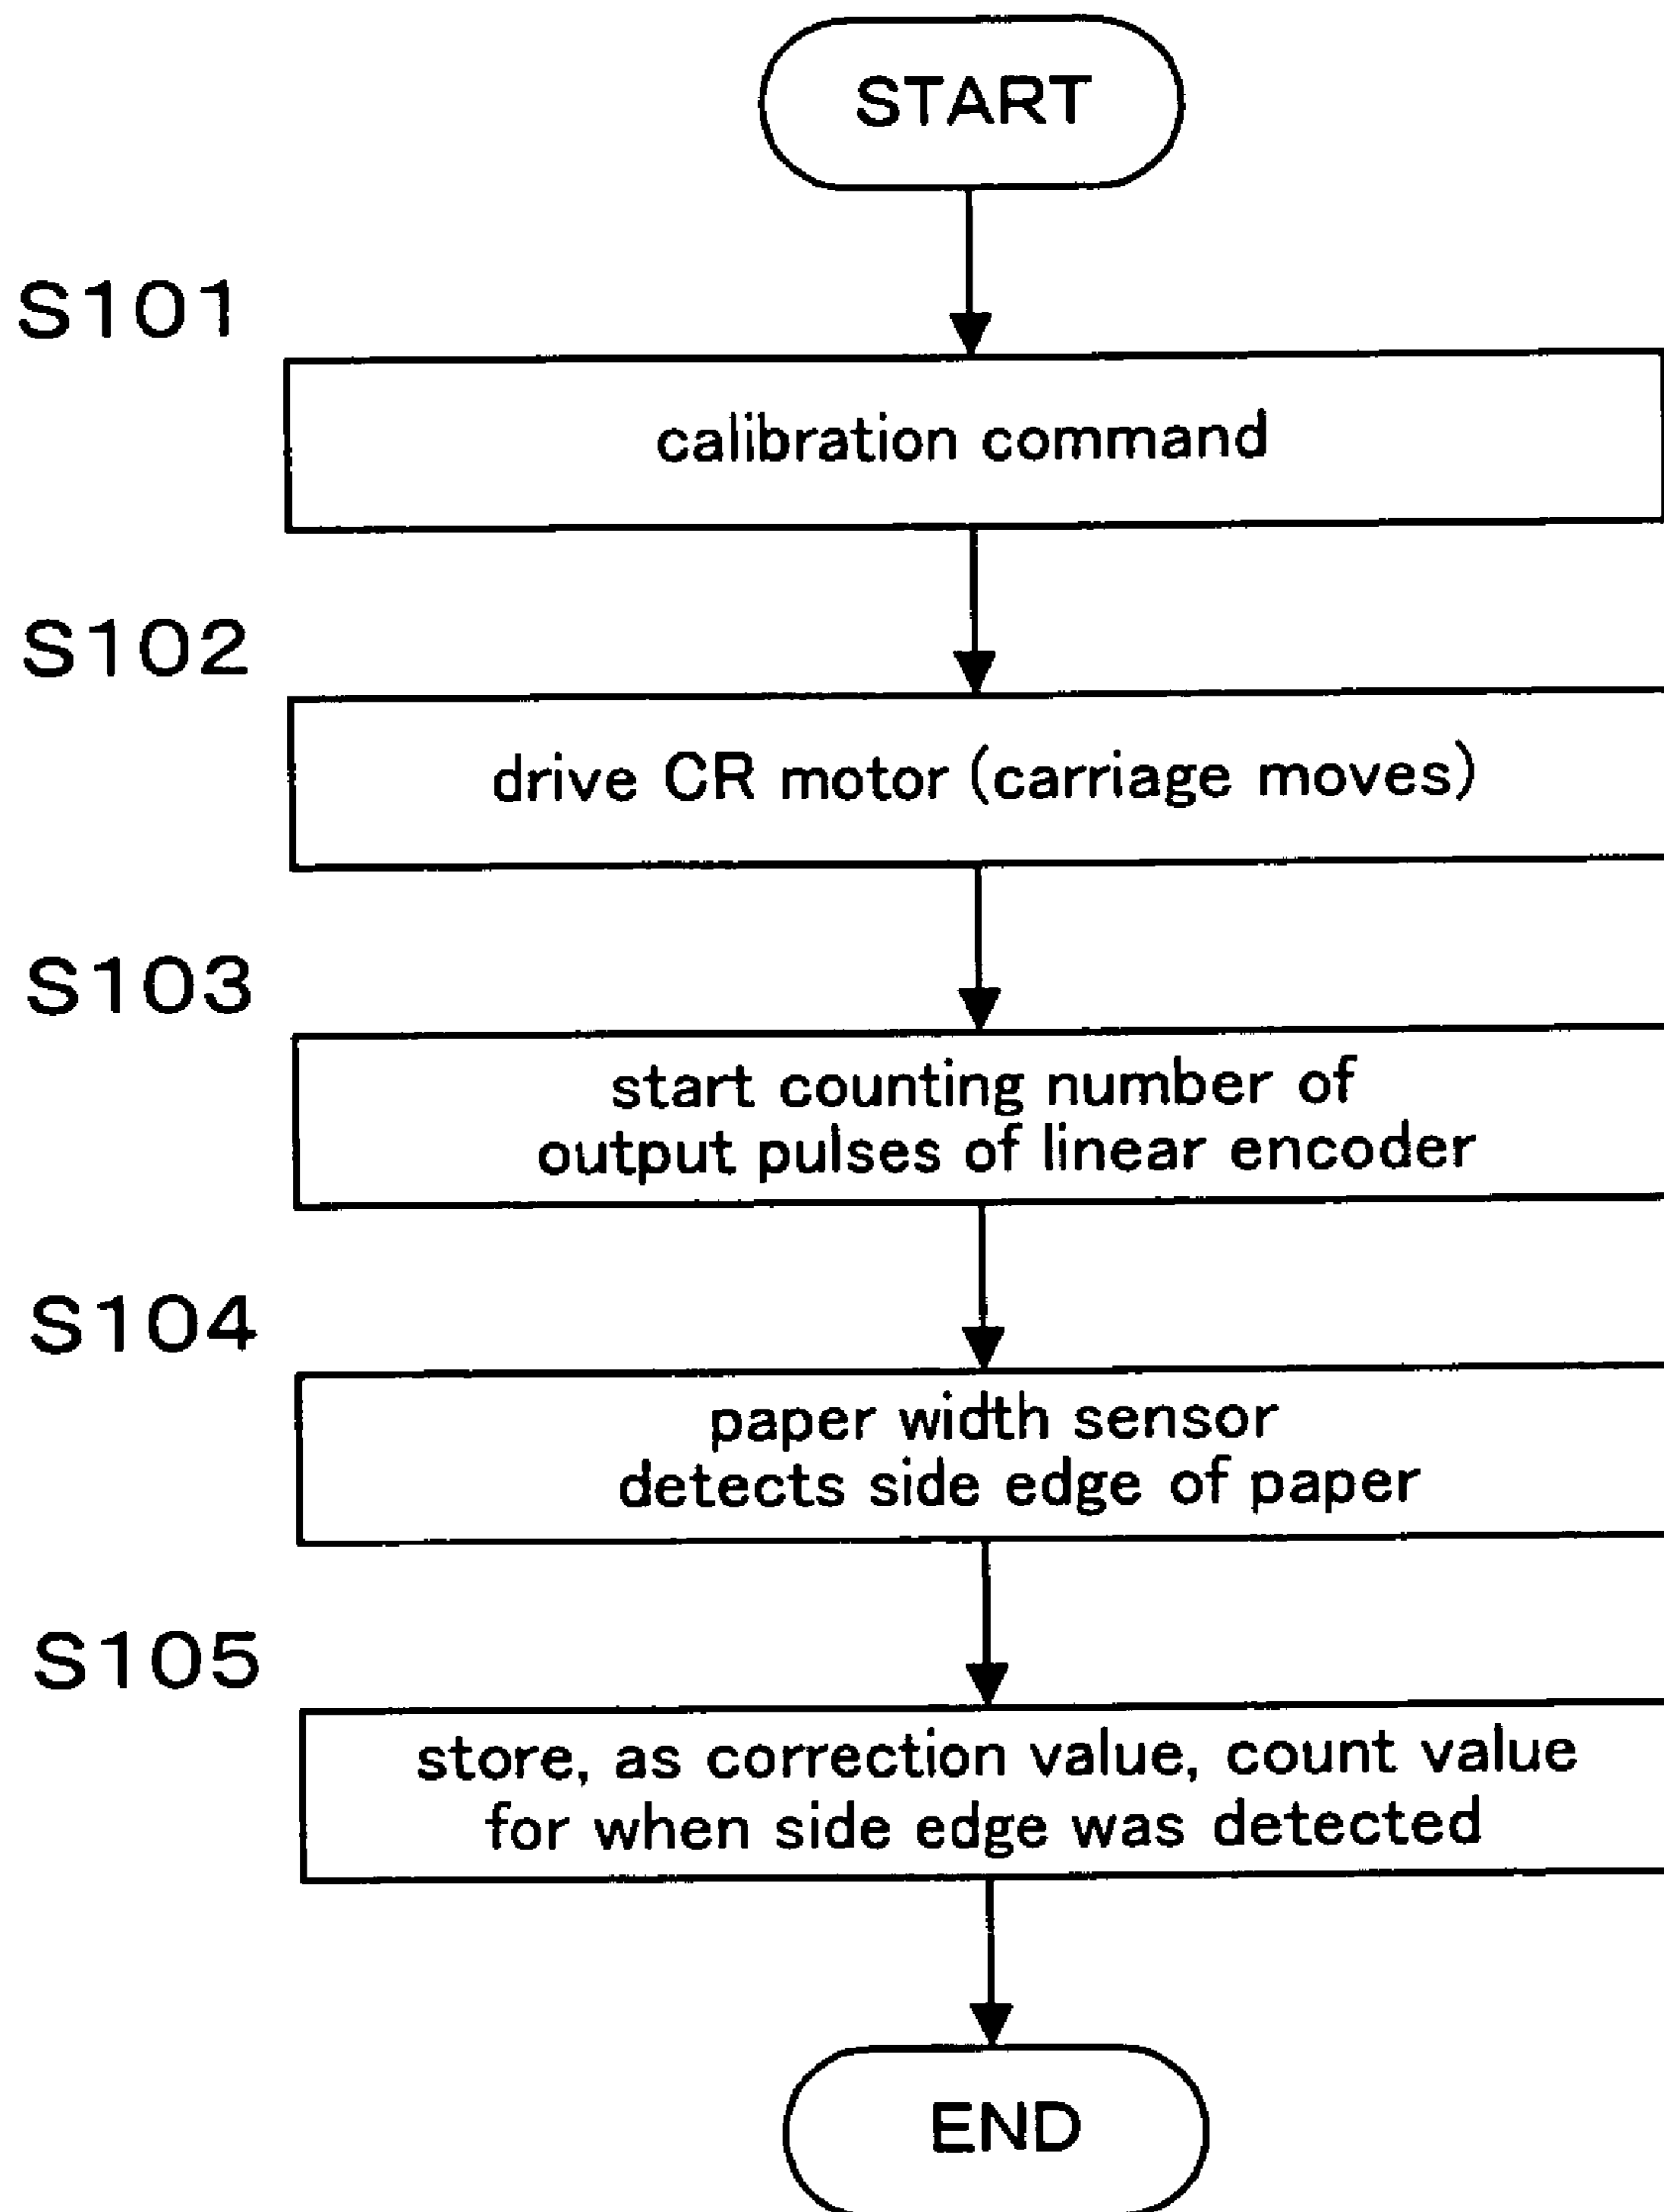 START
S101
calibration command
S102
drive CR motor (carriage moves)
S103
start counting number of
output pulses of linear encoder
S104
paper width sensor
detects side edge of paper
S105
store, as correction value, count value
for when side edge was detected
END